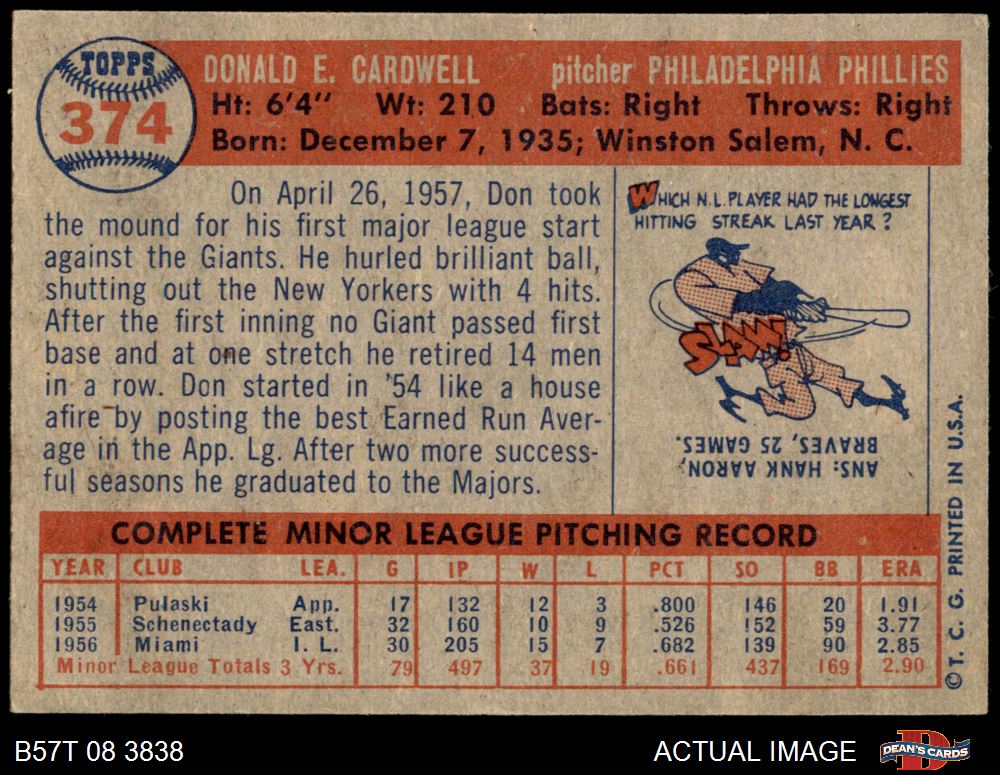 TOPPS
374
DONALD E. CARDWELL pitcher PHILADELPHIA PHILLIES
Ht: 6'4" Wt: 210 Bats: Right Throws: Right
Born: December 7, 1935; Winston Salem, N. C.
On April 26, 1957, Don took
the mound for his first major league start
against the Giants. He hurled brilliant ball,
shutting out the New Yorkers with 4 hits.
After the first inning no Giant passed first
base and at one stretch he retired 14 men
in a row. Don started in '54 like a house
afire by posting the best Earned Run Aver-
age in the App. Lg. After two more success-
ful seasons he graduated to the Majors.
WHICH N.L. PLAYER HAD THE LONGEST
HITTING STREAK LAST YEAR?
SLAM!
ANS: HANK AARON,
BRAVES, 25 GAMES.
COMPLETE MINOR LEAGUE PITCHING RECORD
YEAR CLUB LEA. G IP W L PCT SO BB ERA
1954 Pulaski App. 17 132 12 3 .800 146 20 1.91
1955 Schenectady East. 32 160 10 9 .526 152 59 3.77
1956 Miami I. L. 30 205 15 7 .682 139 90 2.85
Minor League Totals 3 Yrs. 79 497 37 19 .661 437 169 2.90
© T. C. G. PRINTED IN U.S.A.
B57T 08 3838 ACTUAL IMAGE
D
DEAN'S CARDS